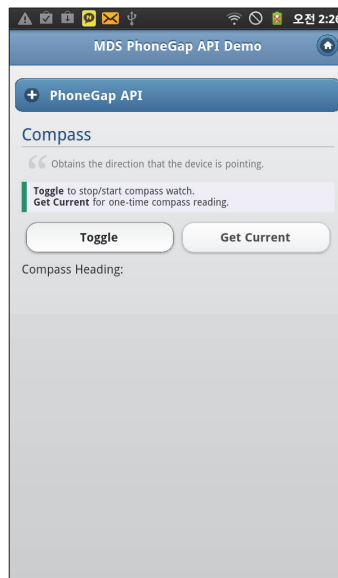 오전 2:26
MDS PhoneGap API Demo
PhoneGap API
Compass
Obtains the direction that the device is pointing.
Toggle to stop/start compass watch.
Get Current for one-time compass reading.
Toggle
Get Current
Compass Heading: